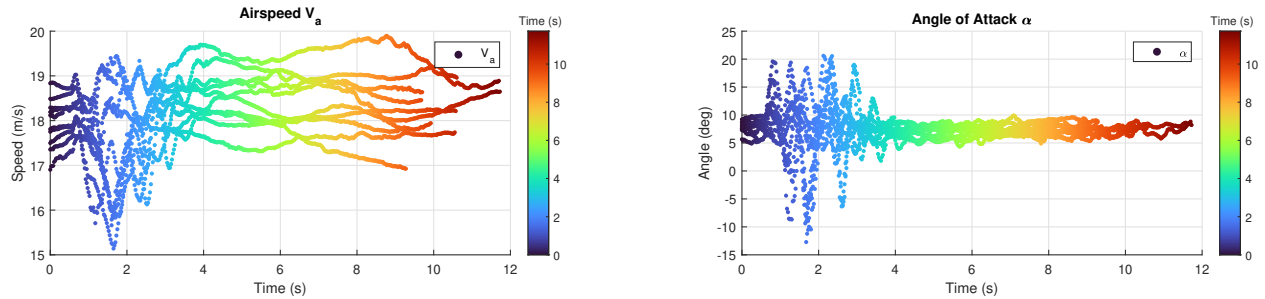 Airspeed V_a
Time (s)
20
19
18
17
16
15
Speed (m/s)
V_a
10
8
6
4
2
0
0 2 4 6 8 10 12
Time (s)
Angle of Attack α
Time (s)
25
20
15
10
5
0
-5
-10
-15
Angle (deg)
α
10
8
6
4
2
0
0 2 4 6 8 10 12
Time (s)